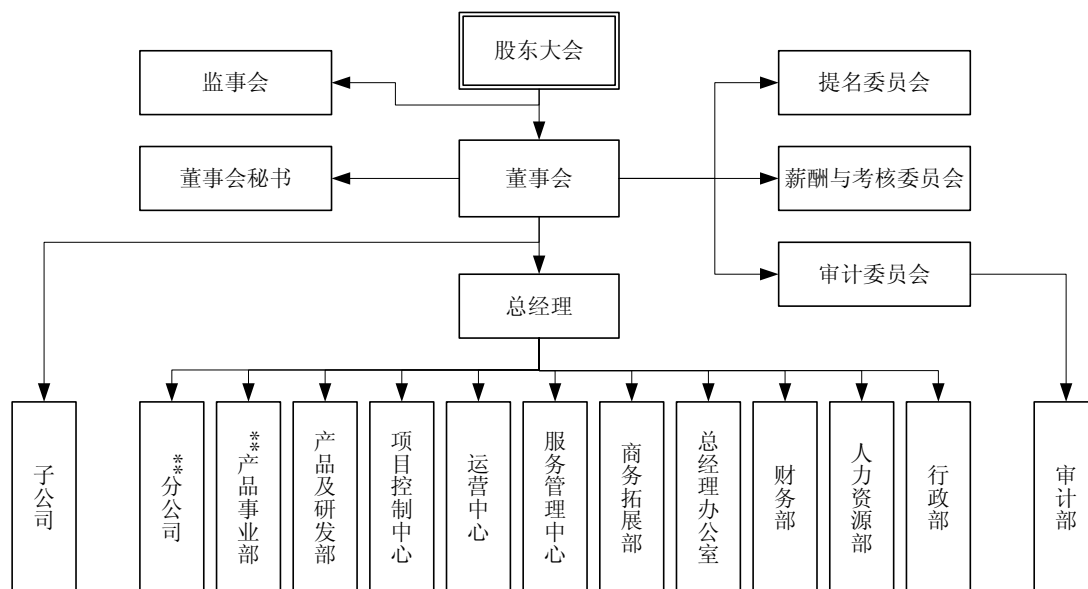 股东大会
监事会
提名委员会
董事会秘书
董事会
薪酬与考核委员会
审计委员会
总经理
子公司
**分公司
**产品事业部
产品及研发部
项目控制中心
运营中心
服务管理中心
商务拓展部
总经理办公室
财务部
人力资源部
行政部
审计部